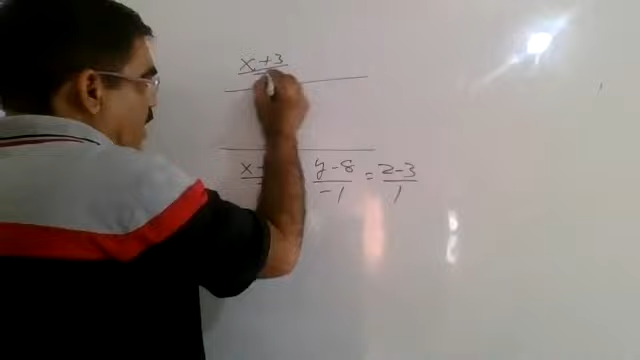 x + 3
x - y - 8 = z - 3
-1 1